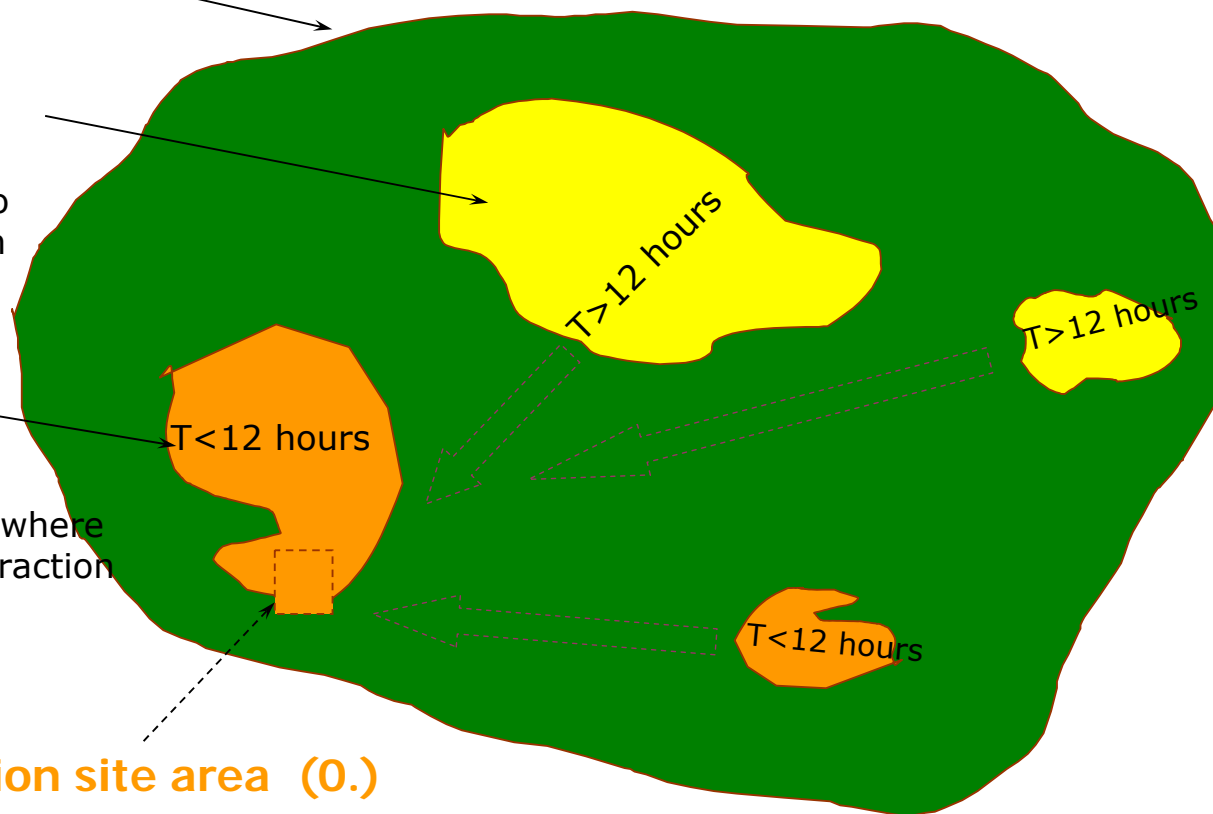 o
n
T>12 hours
T>12 hours
T<12 hours
where
raction
T<12 hours
ion site area (0.)